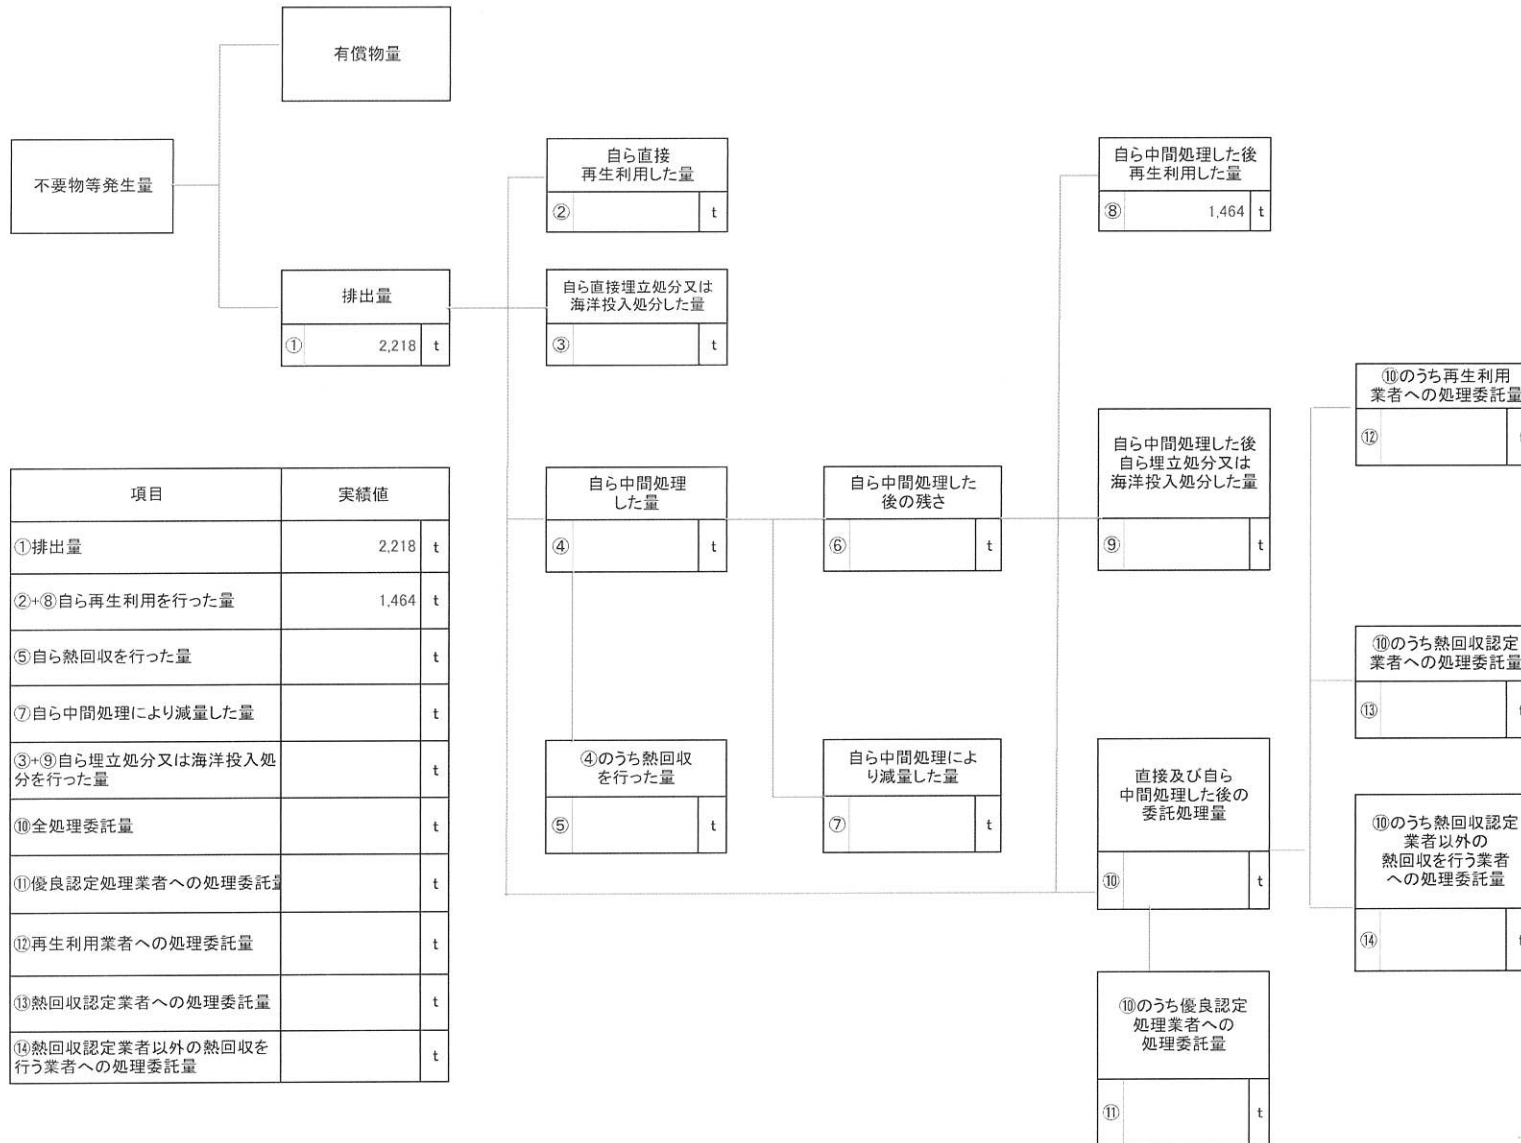 有償物量
不要物等発生量
排出量
① 2,218 t
自ら直接
再生利用した量
② t
自ら直接埋立処分又は
海洋投入処分した量
③ t
自ら中間処理
した量
④ t
④のうち熱回収
を行った量
⑤ t
自ら中間処理した
後の残さ
⑥ t
自ら中間処理によ
り減量した量
⑦ t
自ら中間処理した後
再生利用した量
⑧ 1,464 t
自ら中間処理した後
自ら埋立処分又は
海洋投入処分した量
⑨ t
直接及び自ら
中間処理した後の
委託処理量
⑩ t
⑩のうち優良認定
処理業者への
処理委託量
⑪ t
⑩のうち再生利用
業者への処理委託量
⑫
⑩のうち熱回収認定
業者への処理委託量
⑬
⑩のうち熱回収認定
業者以外の
熱回収を行う業者
への処理委託量
⑭
項目 実績値
①排出量 2,218 t
②+⑧自ら再生利用を行った量 1,464 t
⑤自ら熱回収を行った量 t
⑦自ら中間処理により減量した量 t
③+⑨自ら埋立処分又は海洋投入処
分を行った量 t
⑩全処理委託量 t
⑪優良認定処理業者への処理委託量 t
⑫再生利用業者への処理委託量 t
⑬熱回収認定業者への処理委託量 t
⑭熱回収認定業者以外の熱回収を
行う業者への処理委託量 t